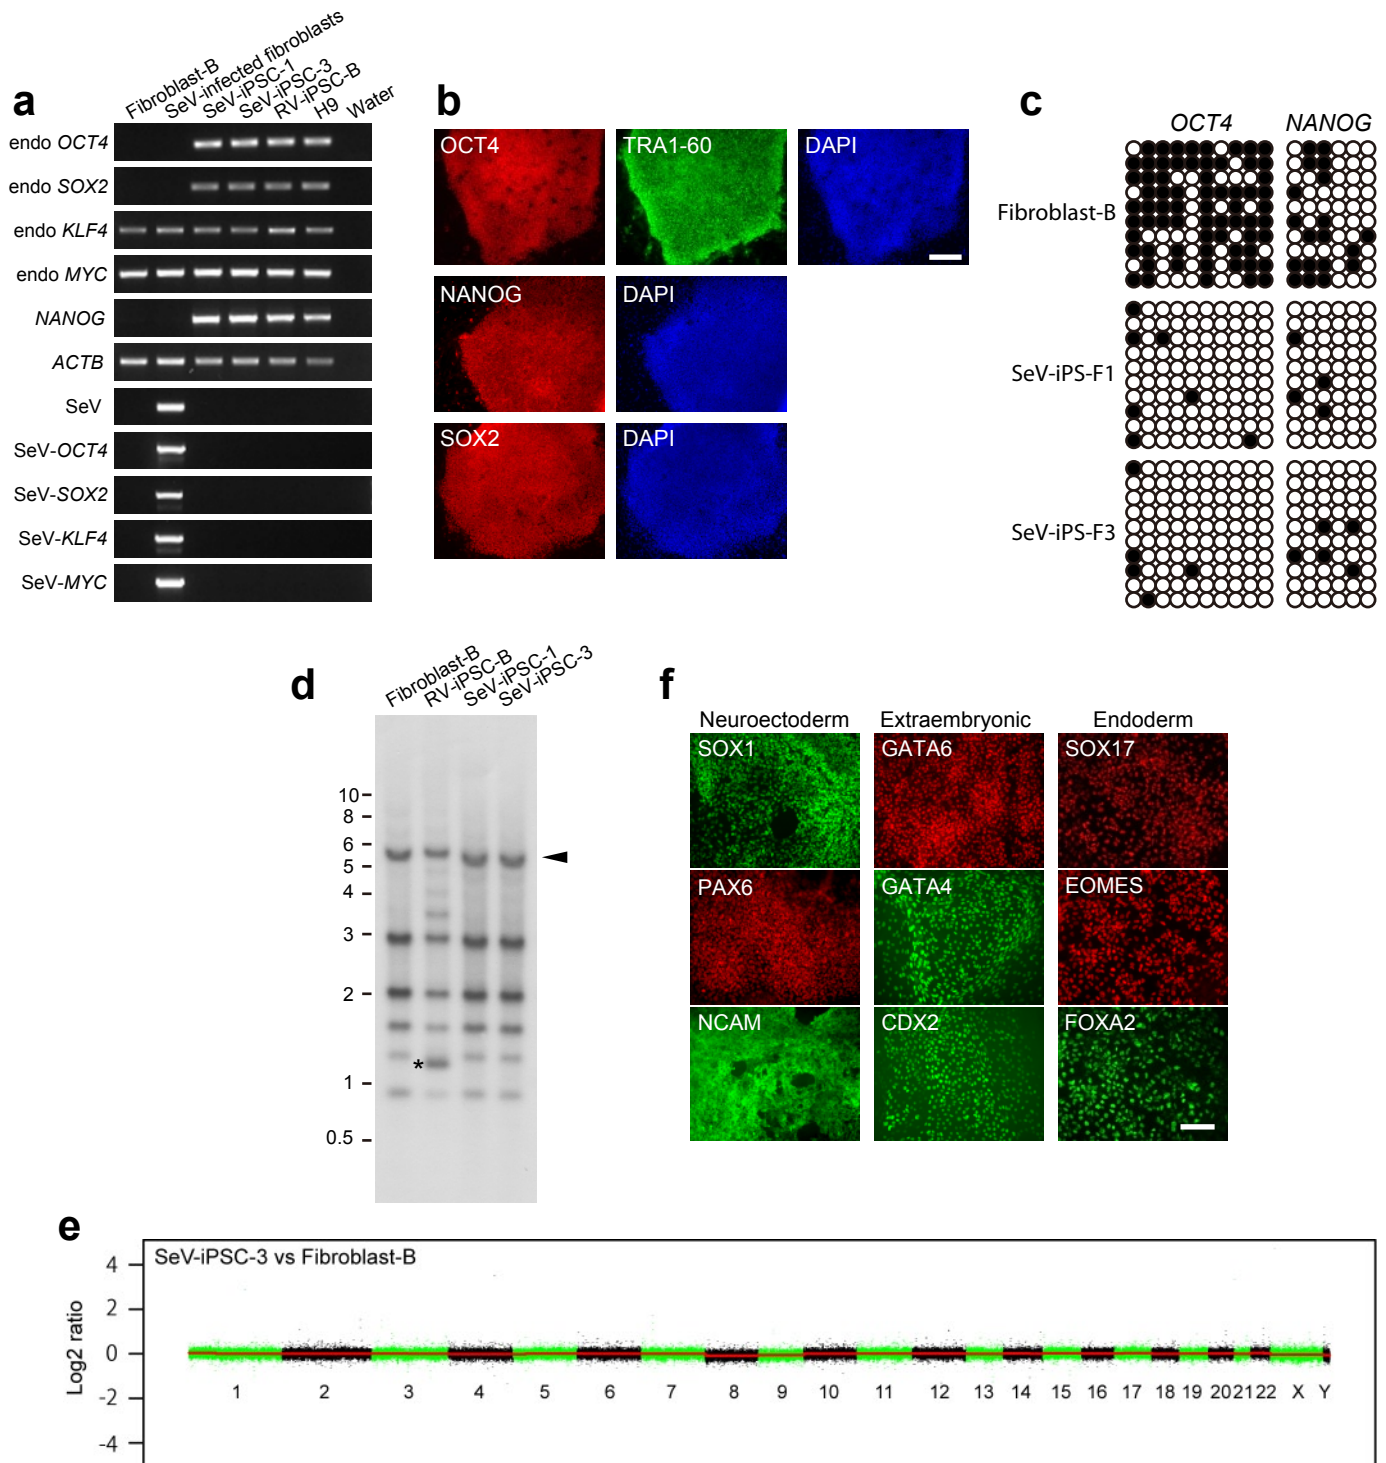 a
Fibroblast-B
SeV-infected fibroblasts
SeV-iPSC-1
SeV-iPSC-3
RV-iPSC-B
H9
Water
endo OCT4
endo SOX2
endo KLF4
endo MYC
NANOG
ACTB
SeV
SeV-OCT4
SeV-SOX2
SeV-KLF4
SeV-MYC
b
OCT4 TRA1-60 DAPI
NANOG DAPI
SOX2 DAPI
c
OCT4 NANOG
Fibroblast-B
SeV-iPS-F1
SeV-iPS-F3
d
Fibroblast-B
RV-iPSC-B
SeV-iPSC-1
SeV-iPSC-3
10
8
6
5
4
3
2
1
0.5
*
f
Neuroectoderm Extraembryonic Endoderm
SOX1 GATA6 SOX17
PAX6 GATA4 EOMES
NCAM CDX2 FOXA2
e
SeV-iPSC-3 vs Fibroblast-B
Log2 ratio
4
2
0
-2
-4
1 2 3 4 5 6 7 8 9 10 11 12 13 14 15 16 17 18 19 20 21 22 X Y